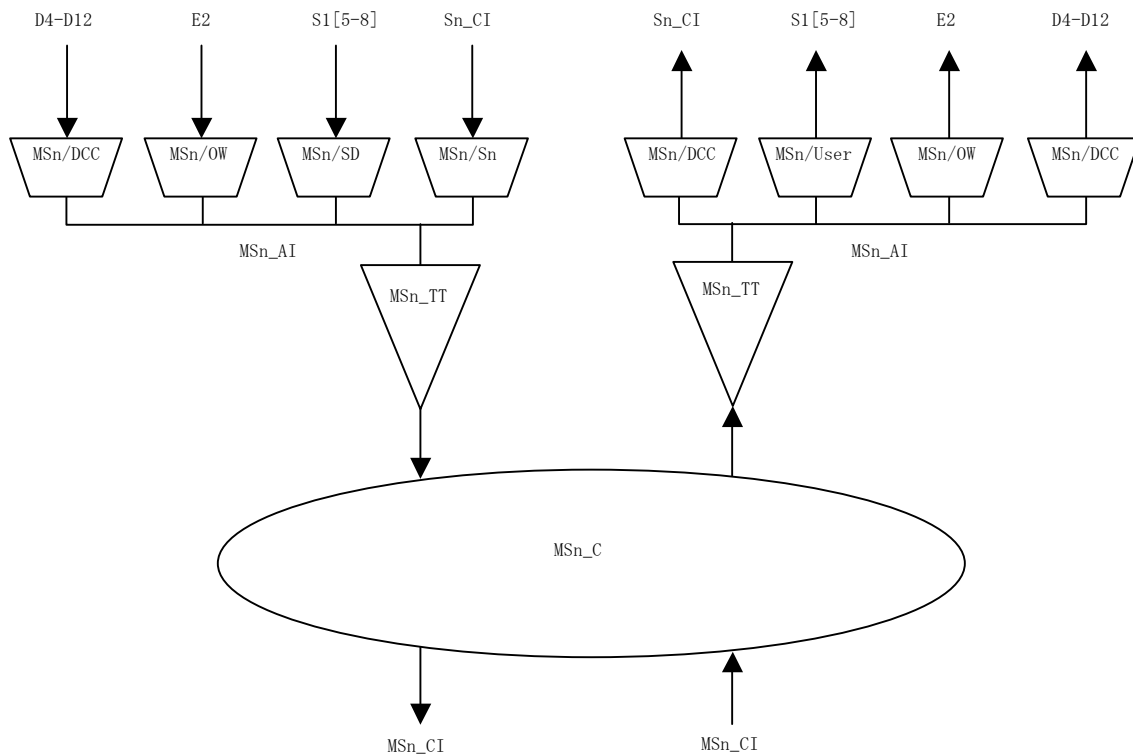 D4-D12 E2 S1[5-8] Sn_CI Sn_CI S1[5-8] E2 D4-D12
MSn/DCC MSn/OW MSn/SD MSn/Sn MSn/DCC MSn/User MSn/OW MSn/DCC
MSn_AI MSn_AI
MSn_TT MSn_TT
MSn_C
MSn_CI MSn_CI